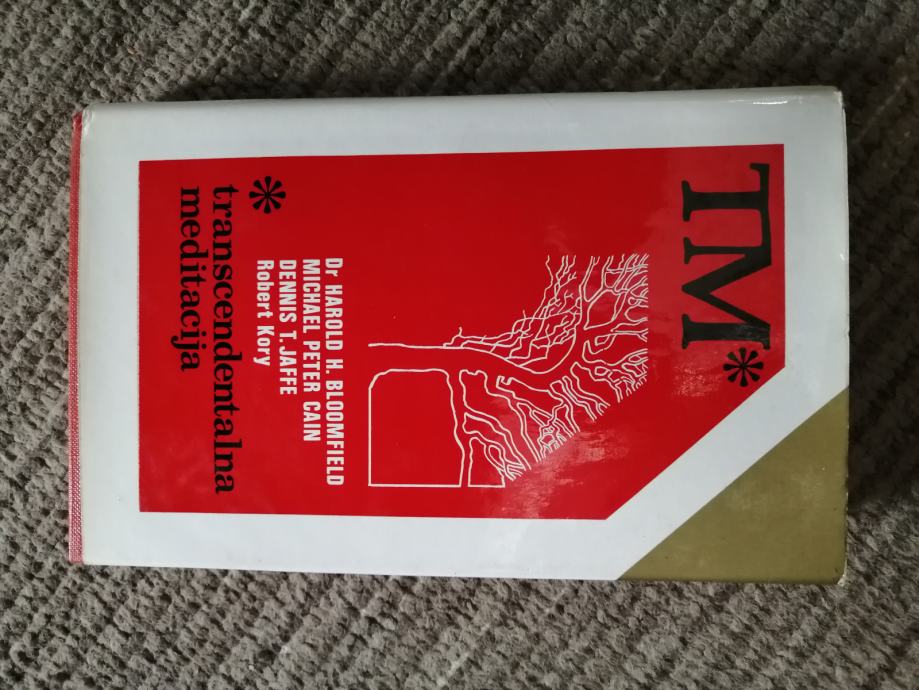 TM*
Dr HAROLD H. BLOOMFIELD
MICHAEL PETER CAIN
DENNIS T. JAFFE
Robert Kory
*
transcendentalna
meditacija